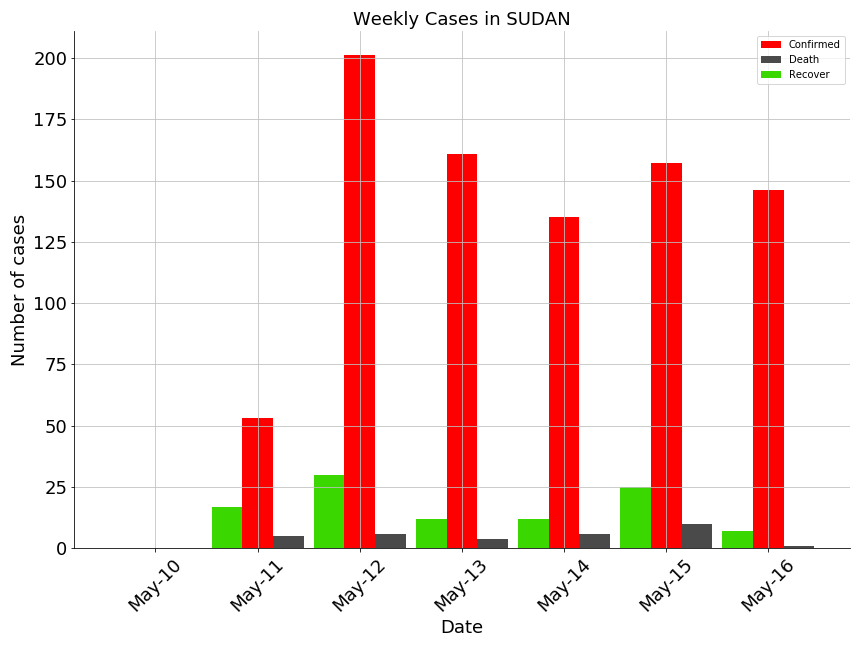 Weekly Cases in SUDAN
Confirmed
Death
Recover
Number of cases
200
175
150
125
100
75
50
25
0
May-10
May-11
May-12
May-13
May-14
May-15
May-16
Date